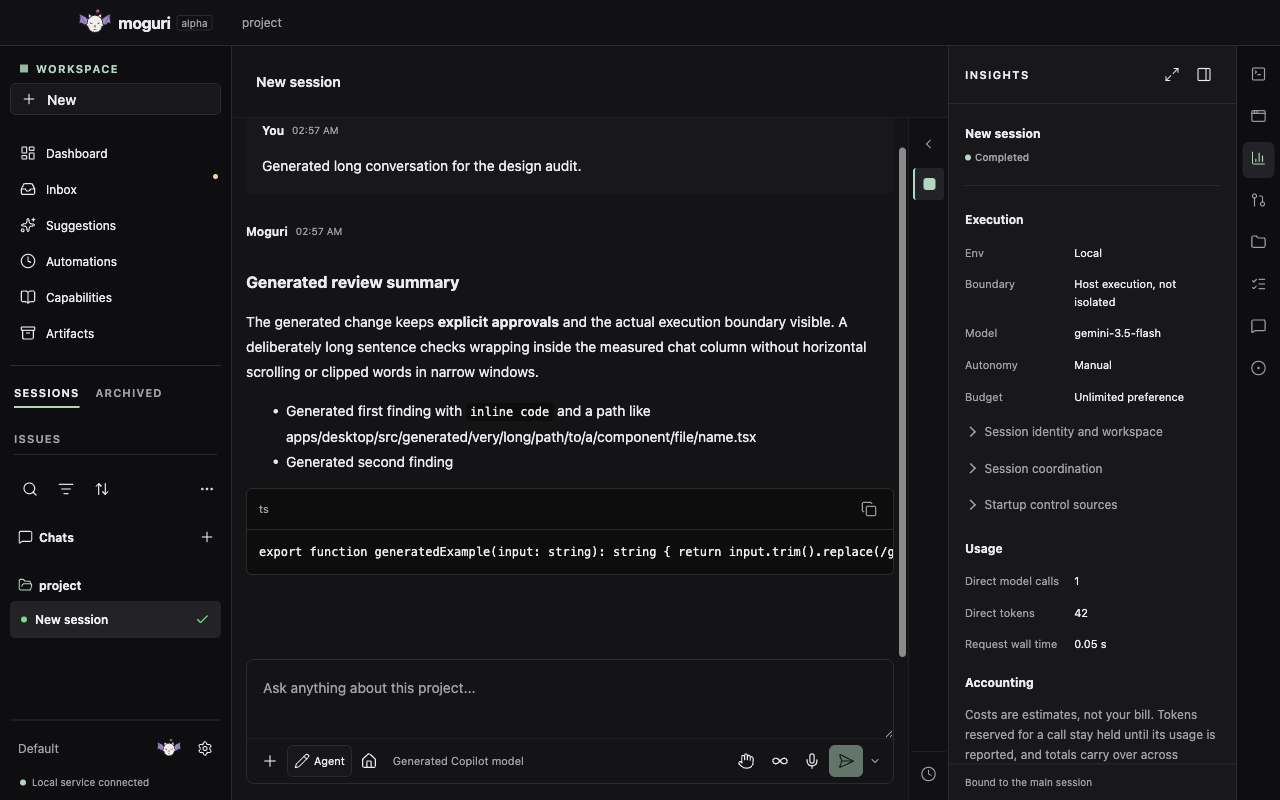 moguri alpha project
WORKSPACE
New
Dashboard
Inbox
Suggestions
Automations
Capabilities
Artifacts
SESSIONS ARCHIVED
ISSUES
Chats
project
New session
Default
Local service connected
New session
You 02:57 AM
Generated long conversation for the design audit.
Moguri 02:57 AM
Generated review summary
The generated change keeps explicit approvals and the actual execution boundary visible. A
deliberately long sentence checks wrapping inside the measured chat column without horizontal
scrolling or clipped words in narrow windows.
• Generated first finding with inline code and a path like
apps/desktop/src/generated/very/long/path/to/a/component/file/name.tsx
• Generated second finding
ts
export function generatedExample(input: string): string { return input.trim().replace(/g
Ask anything about this project...
Agent Generated Copilot model
INSIGHTS
New session
Completed
Execution
Env Local
Boundary Host execution, not
isolated
Model gemini-3.5-flash
Autonomy Manual
Budget Unlimited preference
Session identity and workspace
Session coordination
Startup control sources
Usage
Direct model calls 1
Direct tokens 42
Request wall time 0.05 s
Accounting
Costs are estimates, not your bill. Tokens
reserved for a call stay held until its usage is
reported, and totals carry over across
Bound to the main session